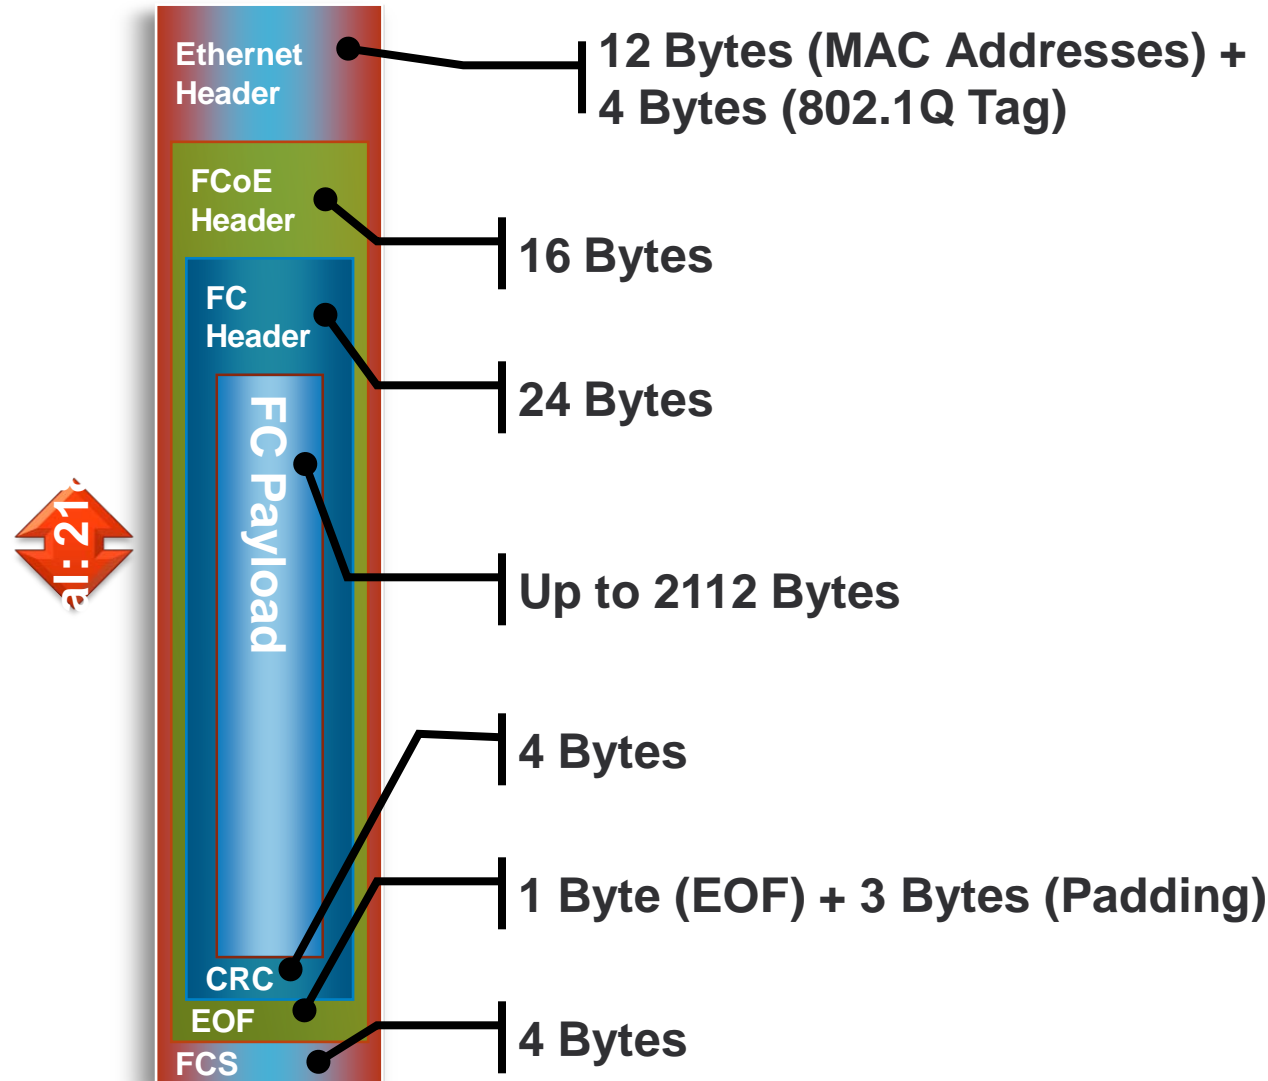 Ethernet
Header
12 Bytes (MAC Addresses) +
4 Bytes (802.1Q Tag)
FCoE
Header
16 Bytes
FC
Header
24 Bytes
FC Payload
Up to 2112 Bytes
4 Bytes
1 Byte (EOF) + 3 Bytes (Padding)
CRC
EOF
4 Bytes
FCS